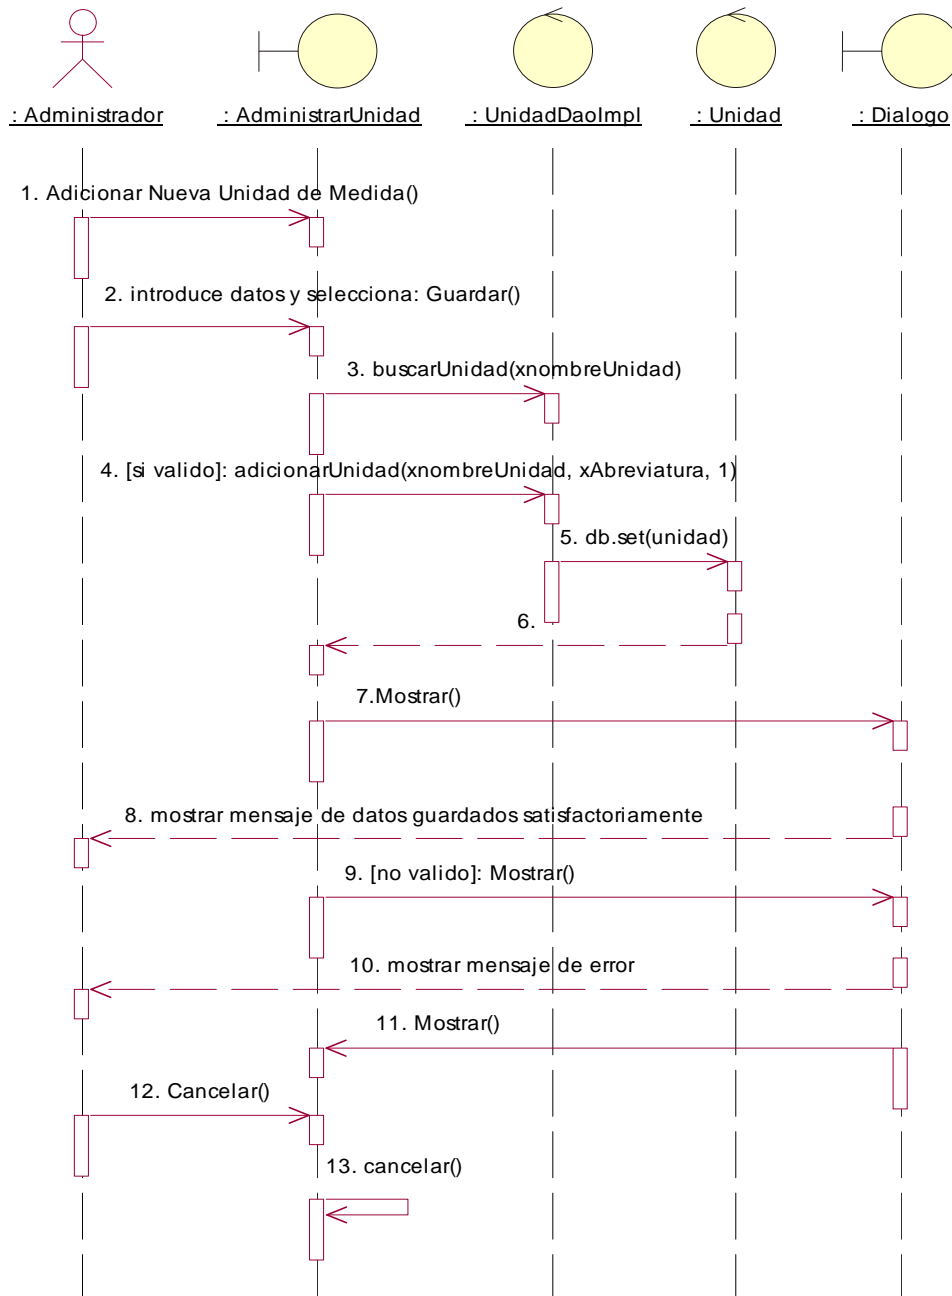 : Administrador
: AdministrarUnidad
: UnidadDaoImpl
: Unidad
: Dialogo
1. Adicionar Nueva Unidad de Medida()
2. introduce datos y selecciona: Guardar()
3. buscarUnidad(xnombreUnidad)
4. [si valido]: adicionarUnidad(xnombreUnidad, xAbreviatura, 1)
5. db.set(unidad)
6.
7.Mostrar()
8. mostrar mensaje de datos guardados satisfactoriamente
9. [no valido]: Mostrar()
10. mostrar mensaje de error
11. Mostrar()
12. Cancelar()
13. cancelar()